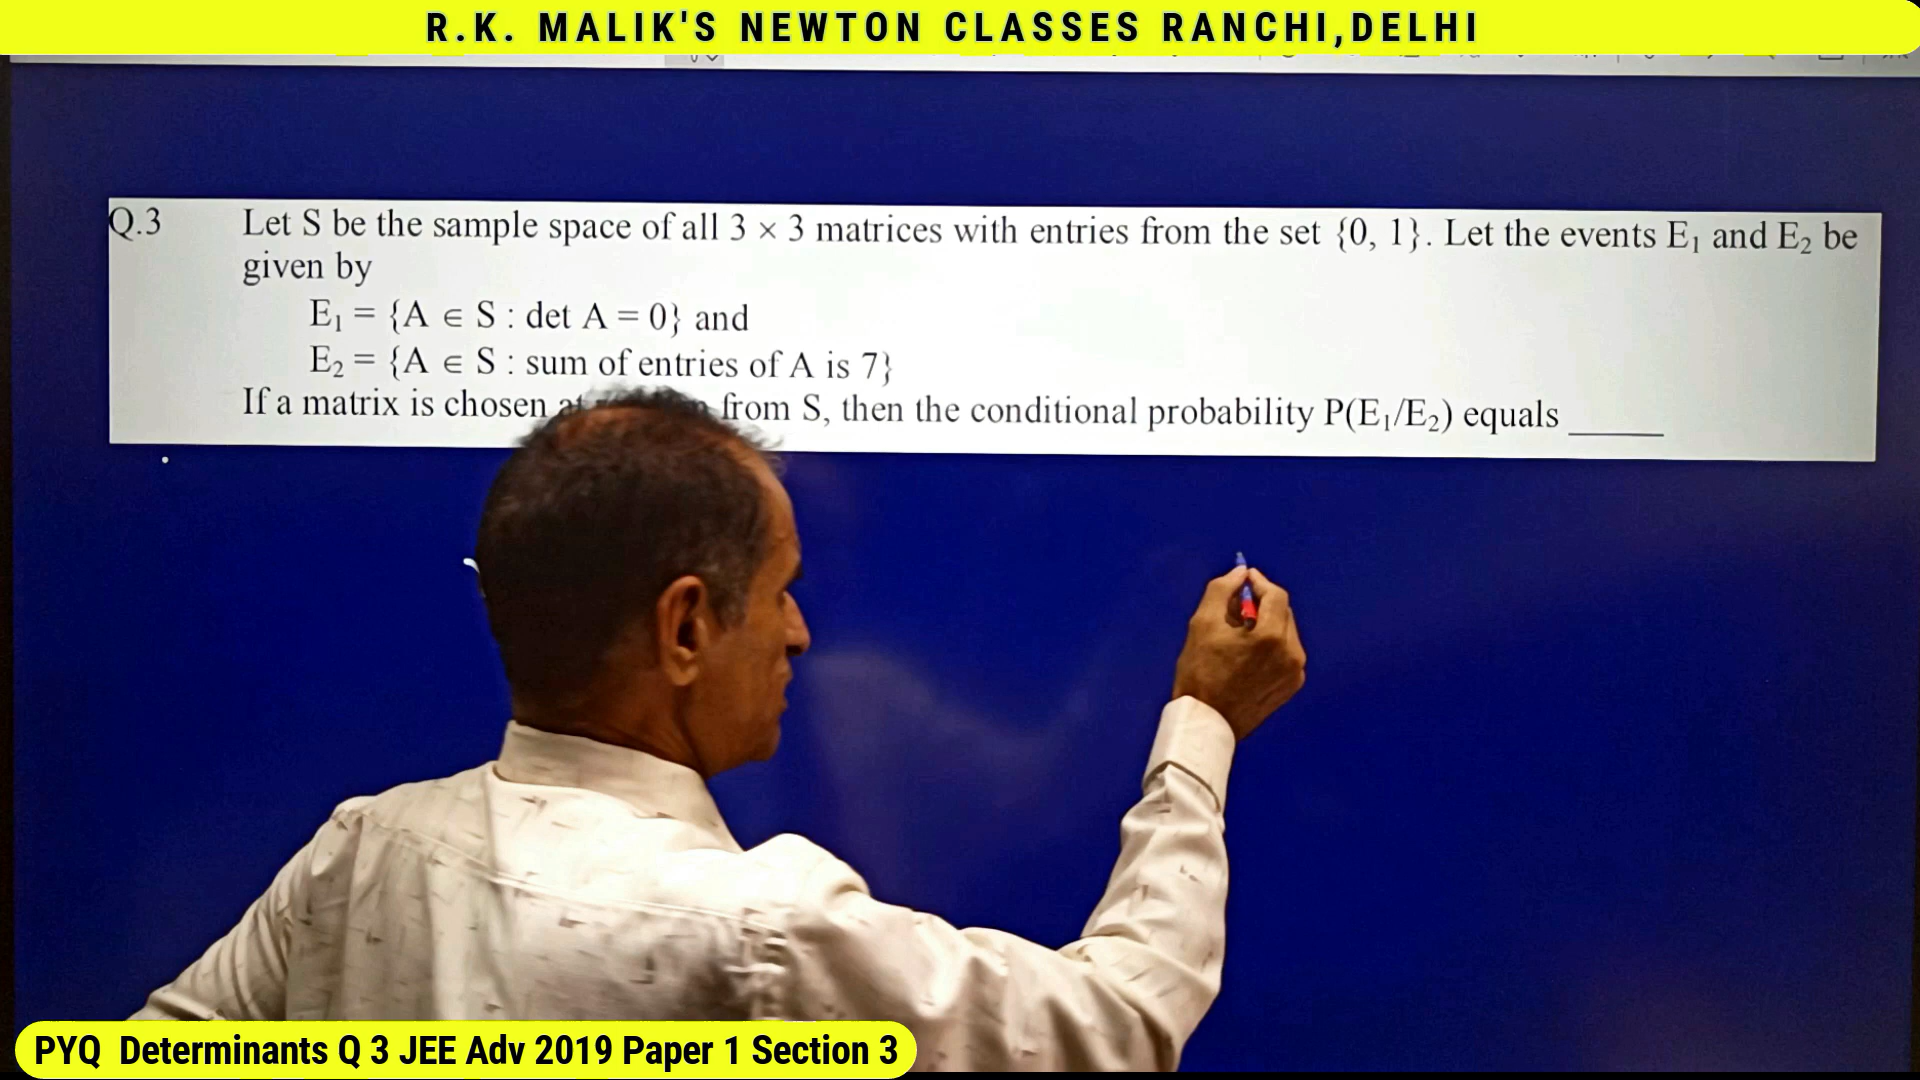 R.K. MALIK'S NEWTON CLASSES RANCHI,DELHI
Q.3 Let S be the sample space of all 3 × 3 matrices with entries from the set {0, 1}. Let the events E₁ and E₂ be
given by
E₁ = {A ∈ S : det A = 0} and
E₂ = {A ∈ S : sum of entries of A is 7}
If a matrix is chosen from S, then the conditional probability P(E₁/E₂) equals ______
PYQ Determinants Q 3 JEE Adv 2019 Paper 1 Section 3